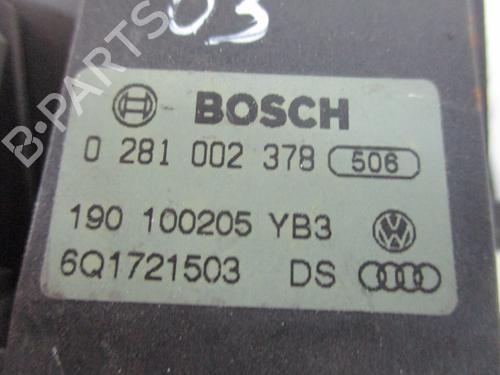 03
BOSCH
0 281 002 378 506
190 100205 YB3
6Q1721503 DS
B-PARTS